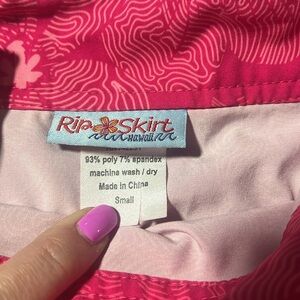 Rip Skirt
HAWAII
93% poly 7% spandex
machine wash / dry
Made in China
Small